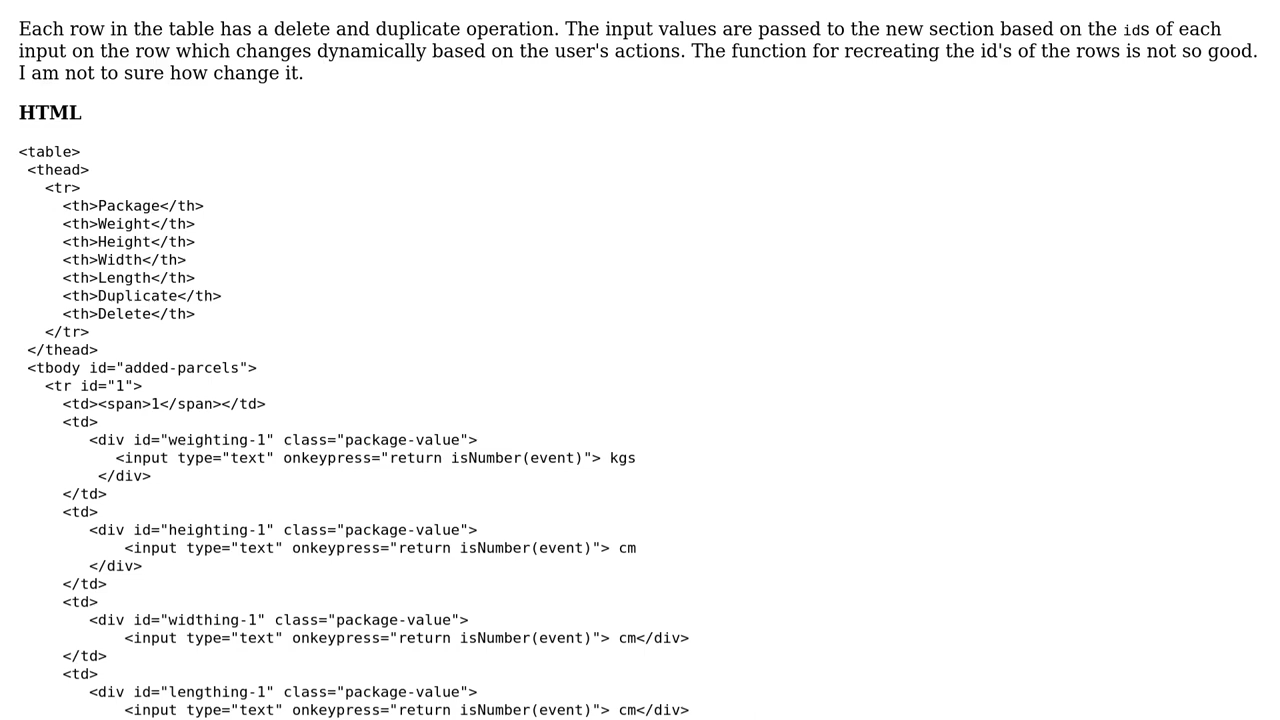 Each row in the table has a delete and duplicate operation. The input values are passed to the new section based on the ids of each
input on the row which changes dynamically based on the user's actions. The function for recreating the id's of the rows is not so good.
I am not to sure how change it.
HTML
<table>
 <thead>
   <tr>
     <th>Package</th>
     <th>Weight</th>
     <th>Height</th>
     <th>Width</th>
     <th>Length</th>
     <th>Duplicate</th>
     <th>Delete</th>
   </tr>
 </thead>
 <tbody id="added-parcels">
   <tr id="1">
     <td><span>1</span></td>
     <td>
        <div id="weighting-1" class="package-value">
           <input type="text" onkeypress="return isNumber(event)"> kgs
         </div>
     </td>
     <td>
        <div id="heighting-1" class="package-value">
            <input type="text" onkeypress="return isNumber(event)"> cm
        </div>
     </td>
     <td>
        <div id="widthing-1" class="package-value">
            <input type="text" onkeypress="return isNumber(event)"> cm</div>
     </td>
     <td>
        <div id="lengthing-1" class="package-value">
            <input type="text" onkeypress="return isNumber(event)"> cm</div>